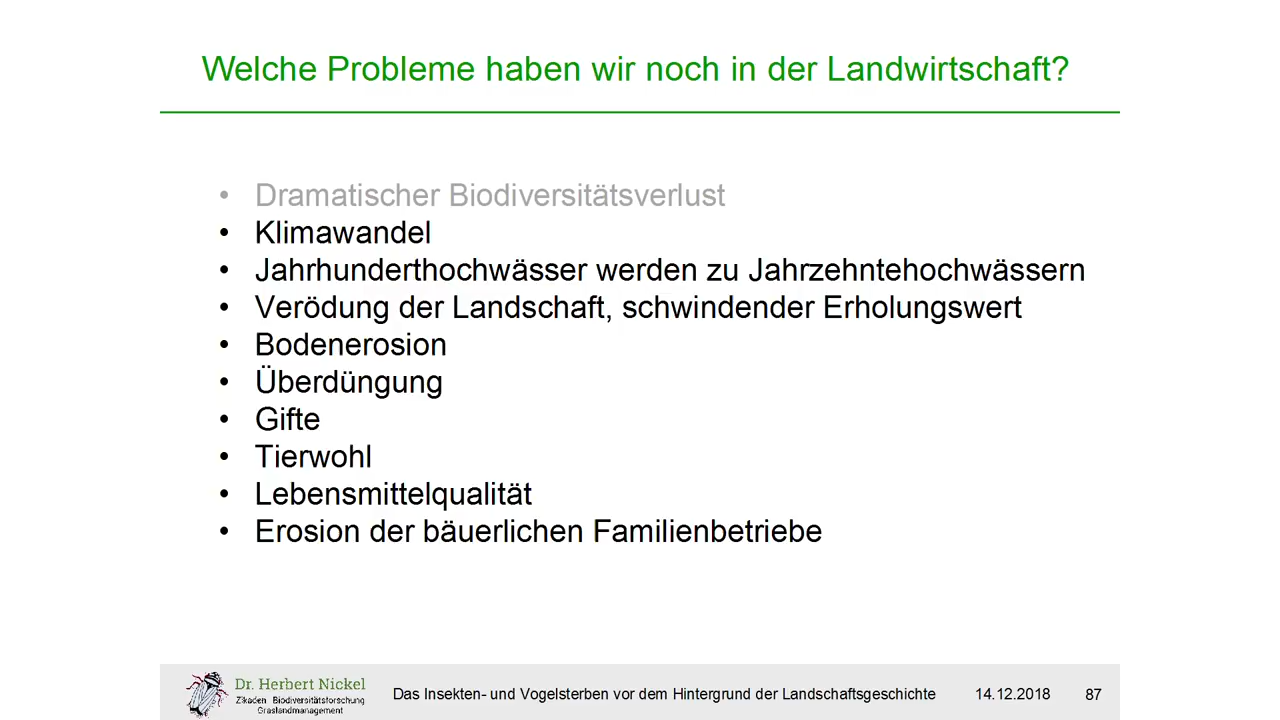 Welche Probleme haben wir noch in der Landwirtschaft?
• Dramatischer Biodiversitätsverlust
• Klimawandel
• Jahrhunderthochwässer werden zu Jahrzehntehochwässern
• Verödung der Landschaft, schwindender Erholungswert
• Bodenerosion
• Überdüngung
• Gifte
• Tierwohl
• Lebensmittelqualität
• Erosion der bäuerlichen Familienbetriebe
Dr. Herbert Nickel
Zikaden Biodiversitätsforschung
Graslandmanagement
Das Insekten- und Vogelsterben vor dem Hintergrund der Landschaftsgeschichte 14.12.2018 87